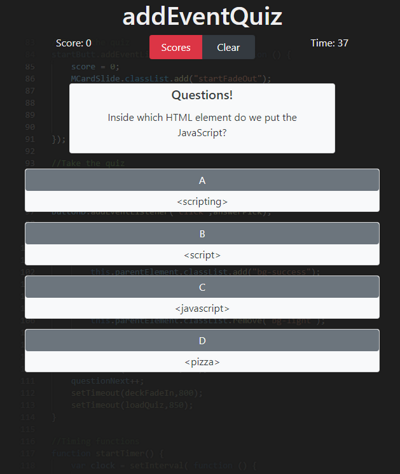 addEventQuiz
Score: 0
Scores
Clear
Time: 37
85 score = 0;
86 MCardSlide.classList.add("startFadeOut");
87
88
89
Questions!
Inside which HTML element do we put the
JavaScript?
91 });
92
93 //Take the quiz
A
<scripting>
B
<script>
this.parentElement.classList.add("bg-success");
C
<javascript>
D
<pizza>
questionNext++;
setTimeout(deckFadeIn,800);
setTimeout(loadQuiz,850);
}
function startTimer() {